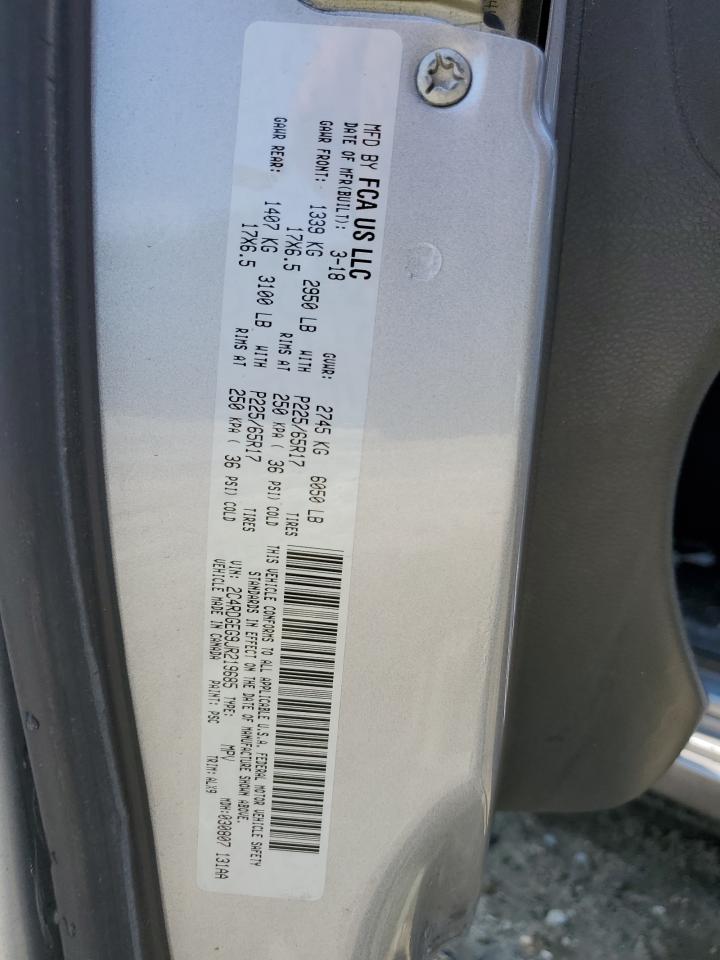 MFD BY FCA US LLC
DATE OF MFR(BUILT): 3-18 GVWR: 2745 KG 6050 LB
GAWR FRONT: 1339 KG 2950 LB WITH P225/65R17 TIRES
17X6.5 RIMS AT 250 KPA ( 36 PSI) COLD
GAWR REAR: 1407 KG 3100 LB WITH P225/65R17 TIRES
17X6.5 RIMS AT 250 KPA ( 36 PSI) COLD
THIS VEHICLE CONFORMS TO ALL APPLICABLE U.S.A. FEDERAL MOTOR VEHICLE SAFETY
STANDARDS IN EFFECT ON THE DATE OF MANUFACTURE SHOWN ABOVE.
VIN: 2C4RDGEG9JR219685 TYPE: MPV MDH:030807 131AA
VEHICLE MADE IN CANADA PAINT: PSC TRIM:ALX9